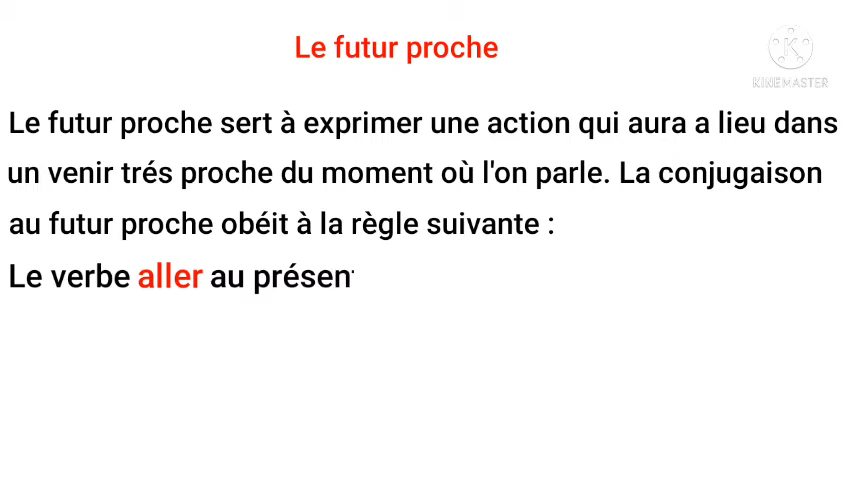 Le futur proche
KINEMASTER
Le futur proche sert à exprimer une action qui aura a lieu dans
un venir trés proche du moment où l'on parle. La conjugaison
au futur proche obéit à la règle suivante :
Le verbe aller au présen